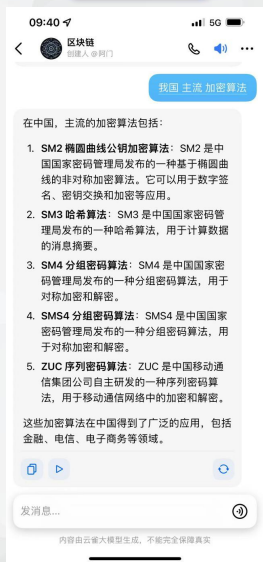 09:40
5G
区块链
创建人 @阿门
我国 主流 加密算法
在中国，主流的加密算法包括：
1. SM2 椭圆曲线公钥加密算法：SM2 是中
国国家密码管理局发布的一种基于椭圆曲
线的非对称加密算法。它可以用于数字签
名、密钥交换和加密等应用。
2. SM3 哈希算法：SM3 是中国国家密码管
理局发布的一种哈希算法，用于计算数据
的消息摘要。
3. SM4 分组密码算法：SM4 是中国国家密
码管理局发布的一种分组密码算法，用于
对称加密和解密。
4. SMS4 分组密码算法：SMS4 是中国国家
密码管理局发布的一种分组密码算法，用
于对称加密和解密。
5. ZUC 序列密码算法：ZUC 是中国移动通
信集团公司自主研发的一种序列密码算
法，用于移动通信网络中的加密和解密。
这些加密算法在中国得到了广泛的应用，包括
金融、电信、电子商务等领域。
发消息...
内容由云雀大模型生成，不能完全保障真实